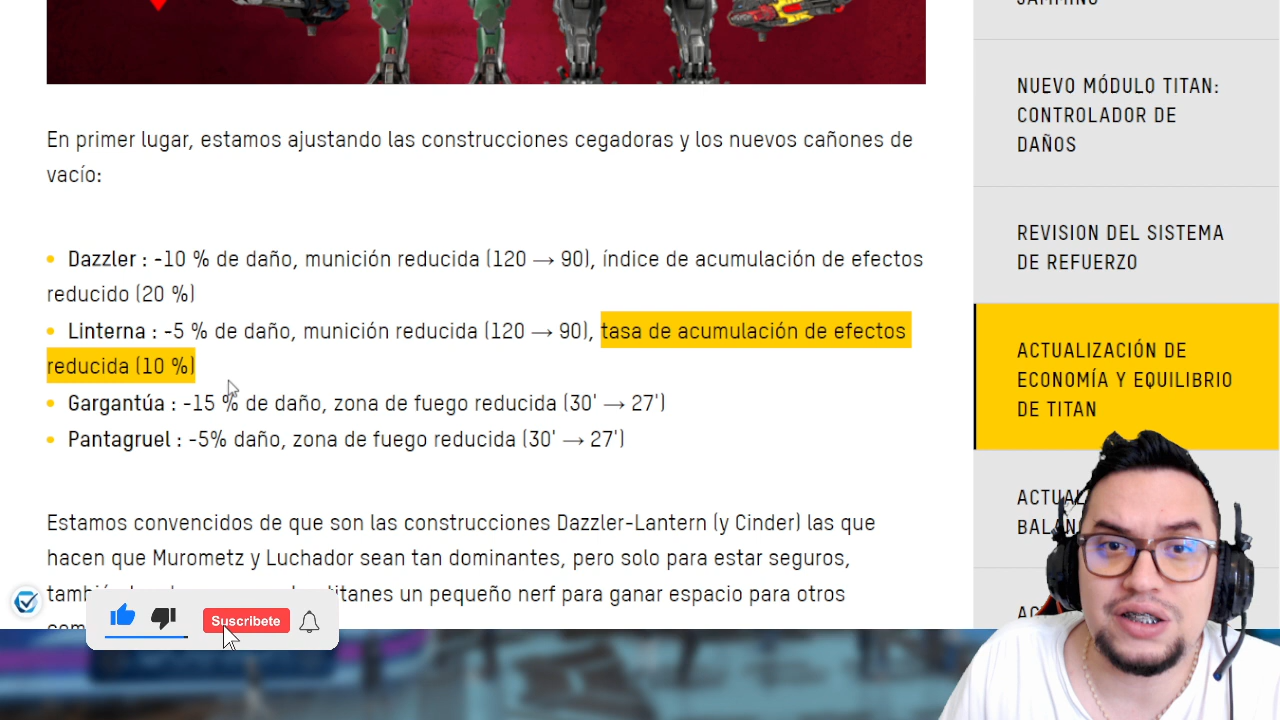 En primer lugar, estamos ajustando las construcciones cegadoras y los nuevos cañones de
vacío:
Dazzler : -10 % de daño, munición reducida (120 → 90), índice de acumulación de efectos
reducido (20 %)
Linterna : -5 % de daño, munición reducida (120 → 90), tasa de acumulación de efectos
reducida (10 %)
Gargantúa : -15 % de daño, zona de fuego reducida (30' → 27')
Pantagruel : -5% daño, zona de fuego reducida (30' → 27')
Estamos convencidos de que son las construcciones Dazzler-Lantern (y Cinder) las que
hacen que Murometz y Luchador sean tan dominantes, pero solo para estar seguros,
titanes un pequeño nerf para ganar espacio para otros
Suscribete
NUEVO MÓDULO TITAN:
CONTROLADOR DE
DAÑOS
REVISION DEL SISTEMA
DE REFUERZO
ACTUALIZACIÓN DE
ECONOMÍA Y EQUILIBRIO
DE TITAN